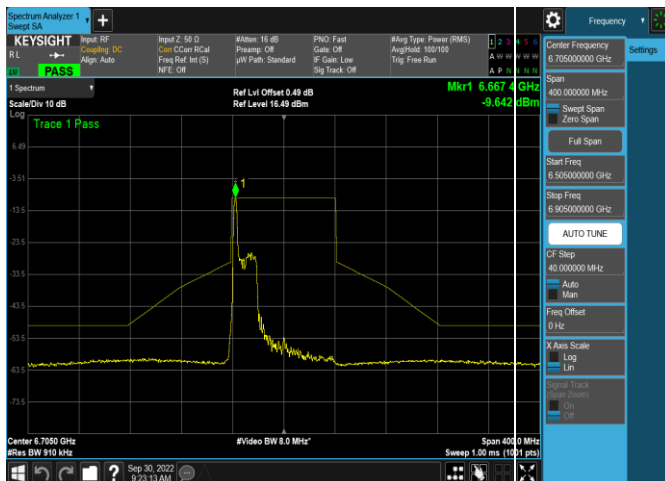 Spectrum Analyzer 1
Swept SA
+
KEYSIGHT
RL
LXI
PASS
Input: RF
Coupling: DC
Align: Auto
Input Z: 50 Ω
Corr CCorr RCal
Freq Ref: Int (S)
NFE: Off
#Atten: 16 dB
Preamp: Off
µW Path: Standard
PNO: Fast
Gate: Off
IF Gain: Low
Sig Track: Off
#Avg Type: Power (RMS)
Avg|Hold: 100/100
Trig: Free Run
1 2 3 4 5 6
A W W W W W
A P N N N N
1 Spectrum
Scale/Div 10 dB
Ref Lvl Offset 0.49 dB
Ref Level 16.49 dBm
Mkr1 6.667 4 GHz
-9.642 dBm
Log
Trace 1 Pass
6.49
-3.51
-13.5
-23.5
-33.5
-43.5
-53.5
-63.5
-73.5
1
Center 6.7050 GHz
#Res BW 910 kHz
#Video BW 8.0 MHz*
Span 400.0 MHz
Sweep 1.00 ms (1001 pts)
?
Sep 30, 2022
9:23:13 AM
Frequency
Settings
Center Frequency
6.705000000 GHz
Span
400.000000 MHz
Swept Span
Zero Span
Full Span
Start Freq
6.505000000 GHz
Stop Freq
6.905000000 GHz
AUTO TUNE
CF Step
40.000000 MHz
Auto
Man
Freq Offset
0 Hz
X Axis Scale
Log
Lin
Signal Track
(Span Zoom)
On
Off